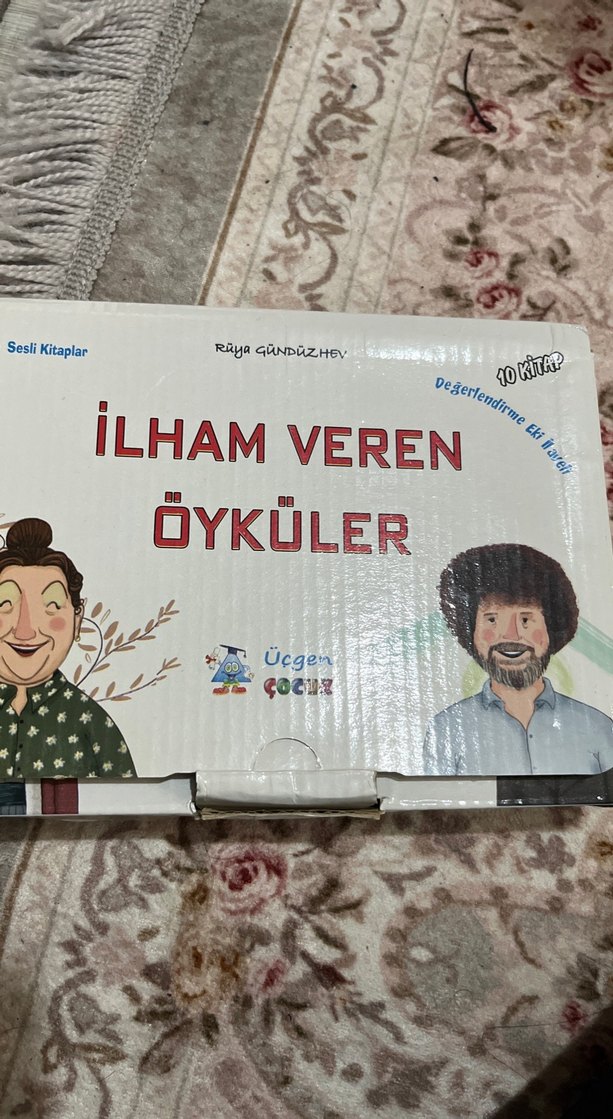 Sesli Kitaplar
Rüya GÜNDÜZHEV
10 KİTAP
Değerlendirme Eki İlaveli
İLHAM VEREN
ÖYKÜLER
Üçgen
ÇOCUK